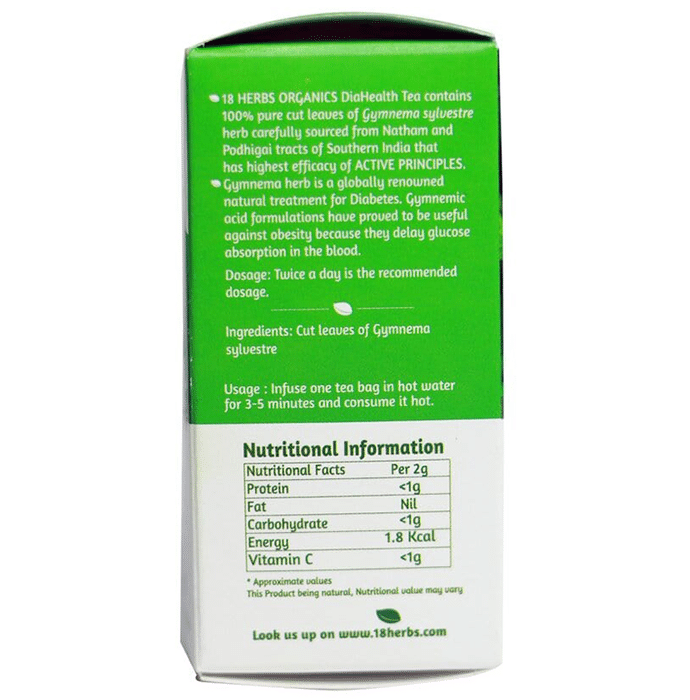 18 HERBS ORGANICS DiaHealth Tea contains
100% pure cut leaves of Gymnema sylvestre
herb carefully sourced from Natham and
Podhigai tracts of Southern India that
has highest efficacy of ACTIVE PRINCIPLES.
Gymnema herb is a globally renowned
natural treatment for Diabetes. Gymnemic
acid formulations have proved to be useful
against obesity because they delay glucose
absorption in the blood.
Dosage: Twice a day is the recommended
dosage.
Ingredients: Cut leaves of Gymnema
sylvestre
Usage : Infuse one tea bag in hot water
for 3-5 minutes and consume it hot.
Nutritional Information
Nutritional Facts Per 2g
Protein <1g
Fat Nil
Carbohydrate <1g
Energy 1.8 Kcal
Vitamin C <1g
* Approximate values
This Product being natural, Nutritional value may vary
Look us up on www.18herbs.com